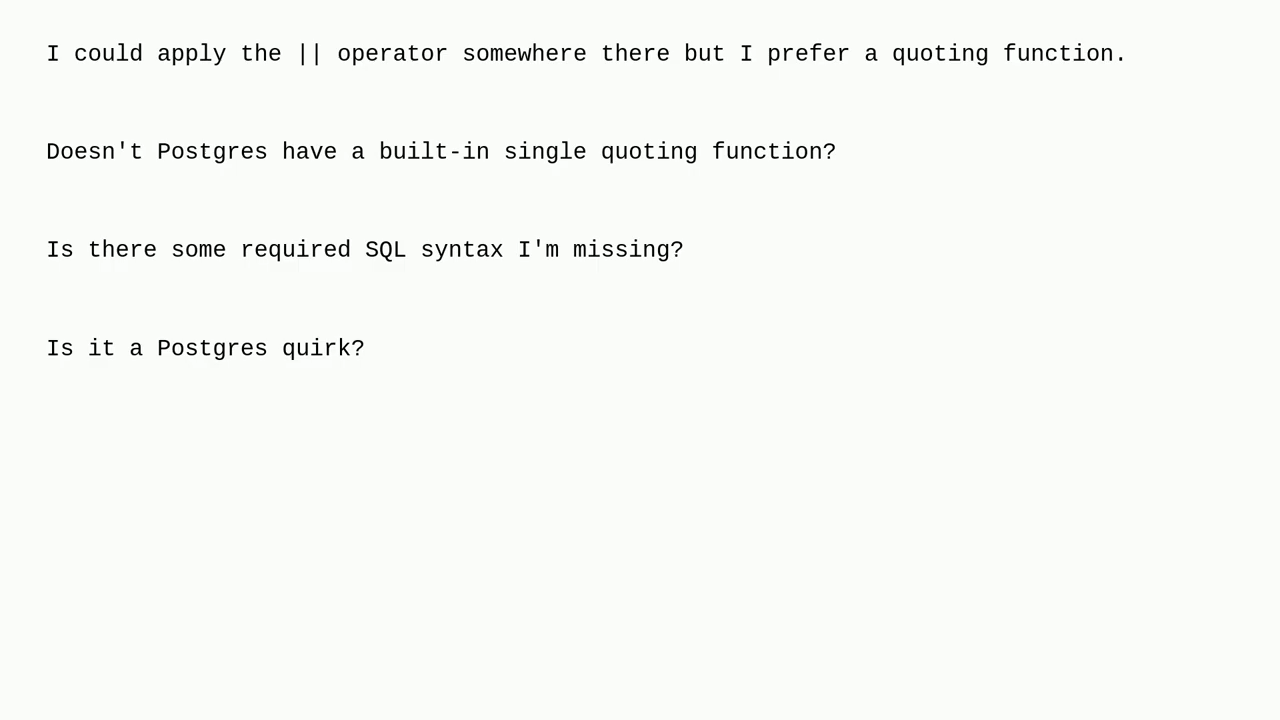 I could apply the || operator somewhere there but I prefer a quoting function.
Doesn't Postgres have a built-in single quoting function?
Is there some required SQL syntax I'm missing?
Is it a Postgres quirk?